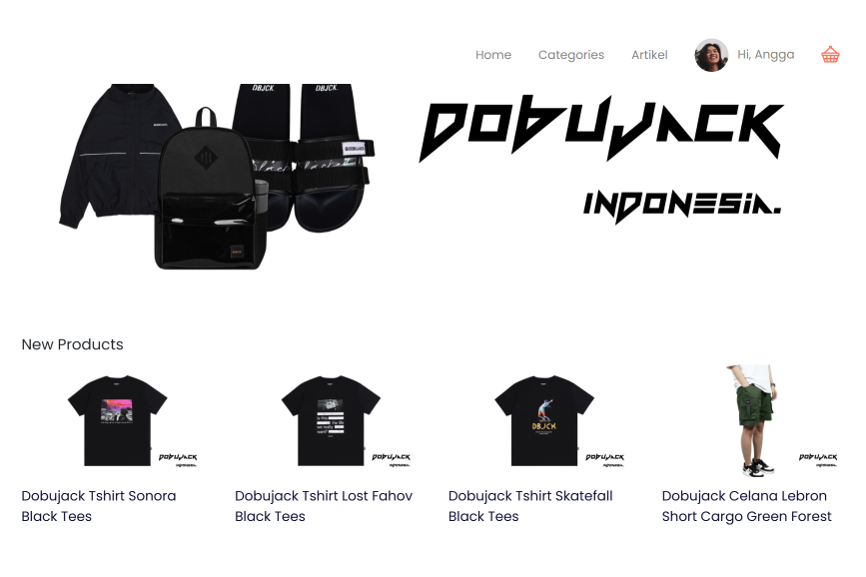 Home Categories Artikel Hi, Angga
DBJCK. DBJCK.
DOBUJACK
DOBUJACK
INDONESIA.
New Products
DBJCK
DOBUJACK
INDONESIA.
DOBUJACK
INDONESIA.
DOBUJACK
INDONESIA.
DOBUJACK
INDONESIA.
Dobujack Tshirt Sonora
Black Tees
Dobujack Tshirt Lost Fahov
Black Tees
Dobujack Tshirt Skatefall
Black Tees
Dobujack Celana Lebron
Short Cargo Green Forest